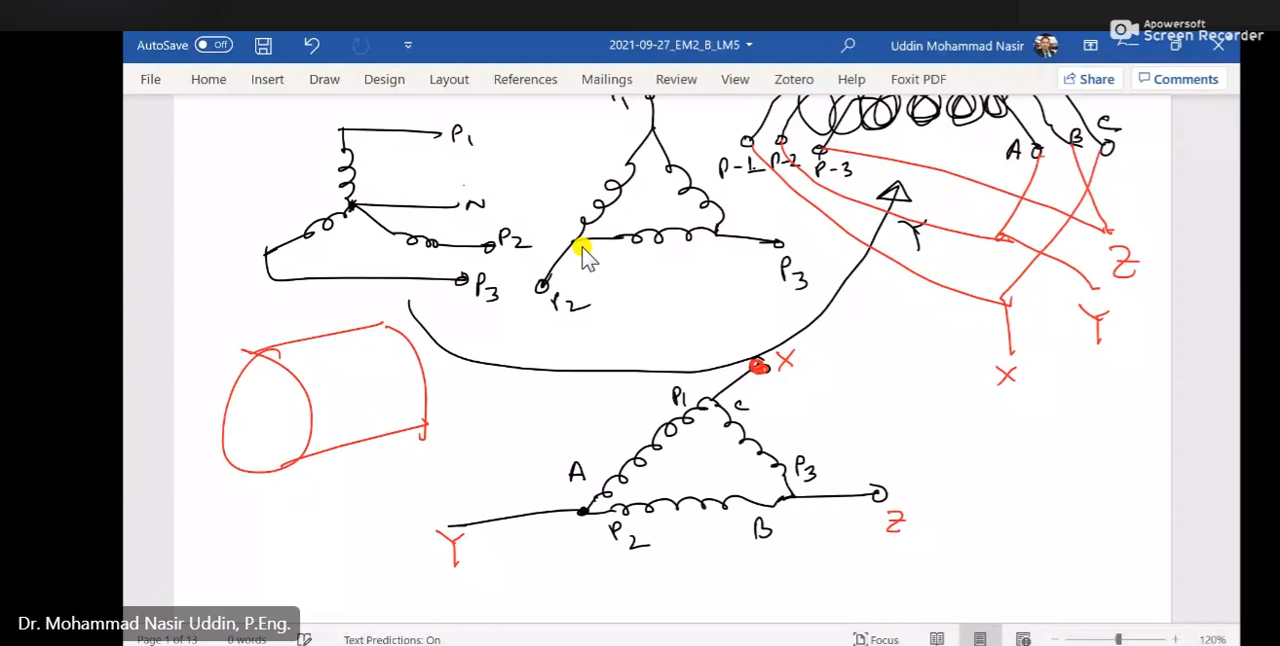 Apowersoft
Screen Recorder
AutoSave Off 2021-09-27_EM2_B_LM5 Uddin Mohammad Nasir
File Home Insert Draw Design Layout References Mailings Review View Zotero Help Foxit PDF Share Comments
P1
N
P2
P3
P2
P3
P-1 P-2 P-3
A B C
Z
Y
X
X
P1 C
A
P3
P2
B
Y
Z
Dr. Mohammad Nasir Uddin, P.Eng.
Page 1 of 13 0 words Text Predictions: On Focus 120%